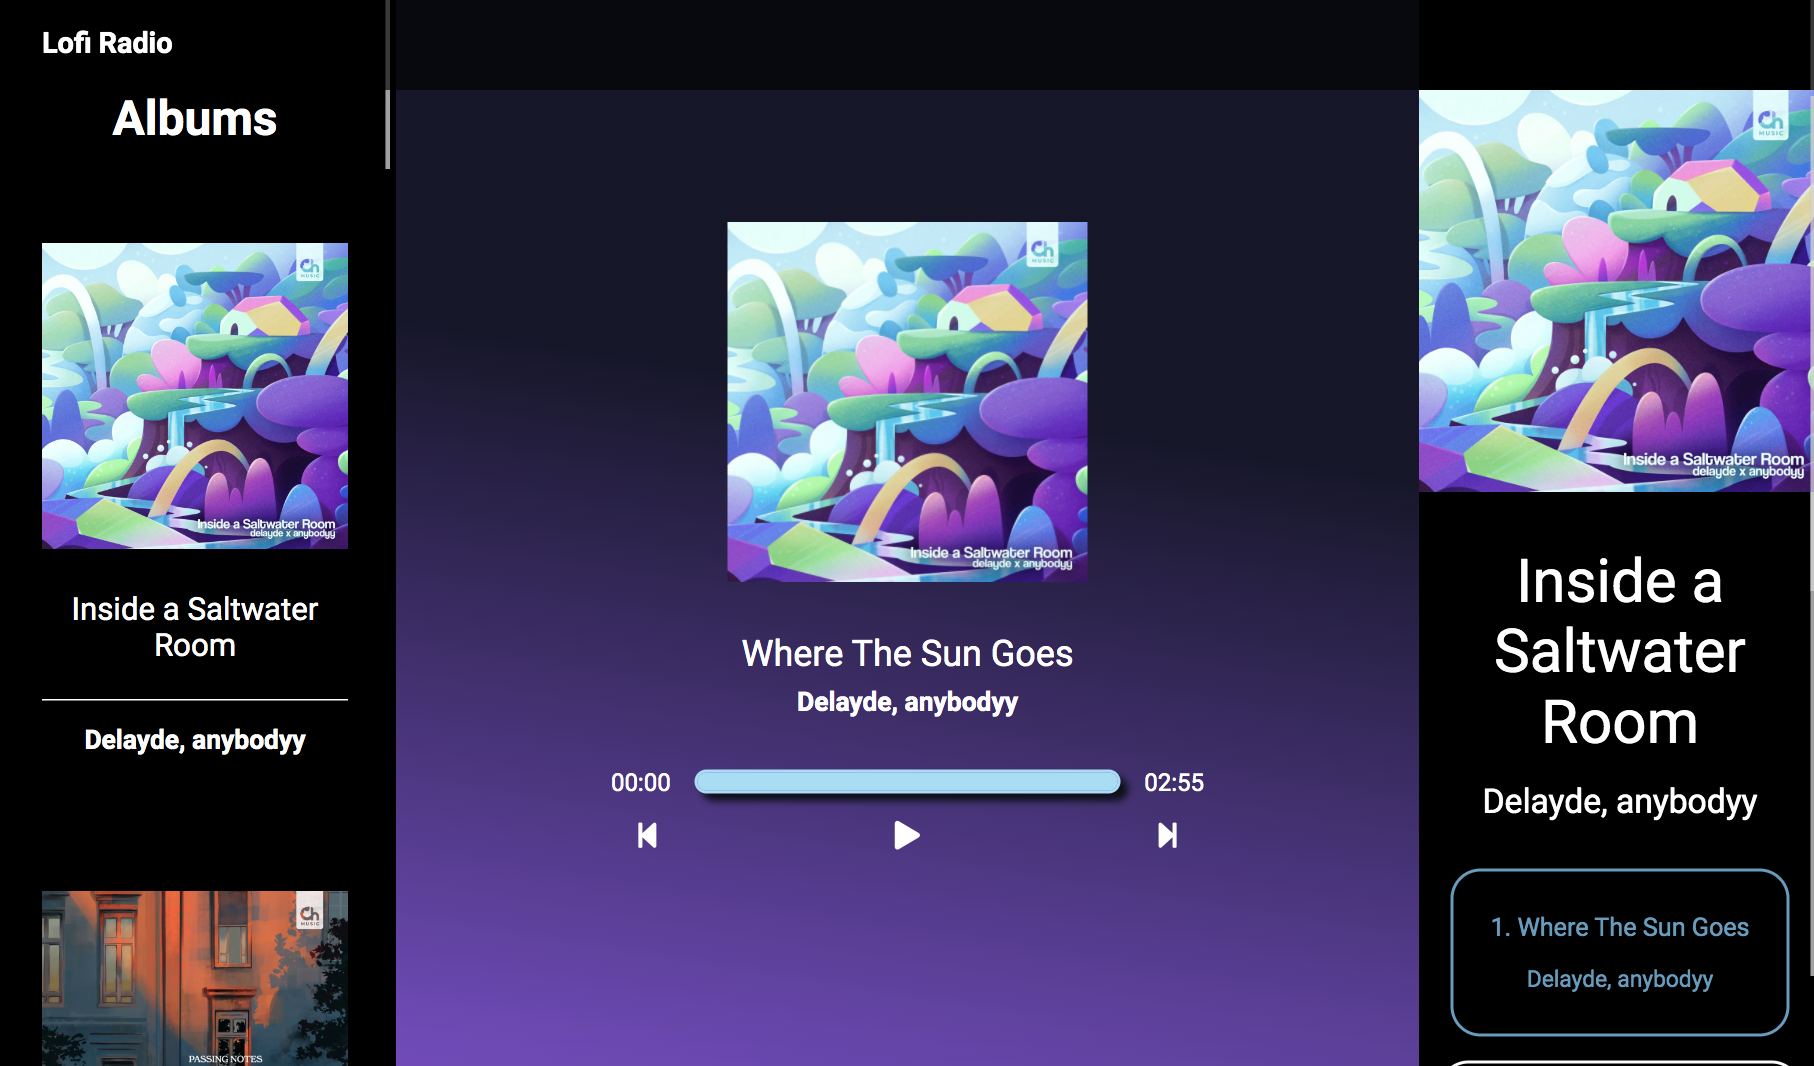 Lofi Radio
Albums
Ch
MUSIC
Inside a Saltwater Room
delayde x anybodyy
Inside a Saltwater
Room
Delayde, anybodyy
Ch
MUSIC
PASSING NOTES
Ch
MUSIC
Inside a Saltwater Room
delayde x anybodyy
Where The Sun Goes
Delayde, anybodyy
00:00
02:55
Ch
MUSIC
Inside a Saltwater Room
delayde x anybodyy
Inside a
Saltwater
Room
Delayde, anybodyy
1. Where The Sun Goes
Delayde, anybodyy